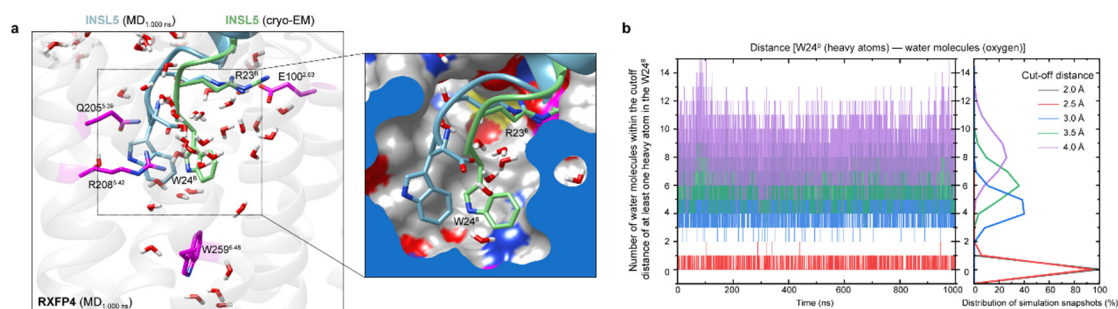 a
INSL5 (MD1,000 ns)
INSL5 (cryo-EM)
R23B
E1002.63
Q2055.39
R2085.42
W24B
W2596.48
RXFP4 (MD1,000 ns)
R23B
W24B
b
Distance [W24B (heavy atoms) — water molecules (oxygen)]
Number of water molecules within the cutoff
distance of at least one heavy atom in the W24B
14
12
10
8
6
4
2
0
0
200
400
600
800
1000
Time (ns)
14
12
10
8
6
4
2
0
Cut-off distance
2.0 Å
2.5 Å
3.0 Å
3.5 Å
4.0 Å
0
20
40
60
80
100
Distribution of simulation snapshots (%)